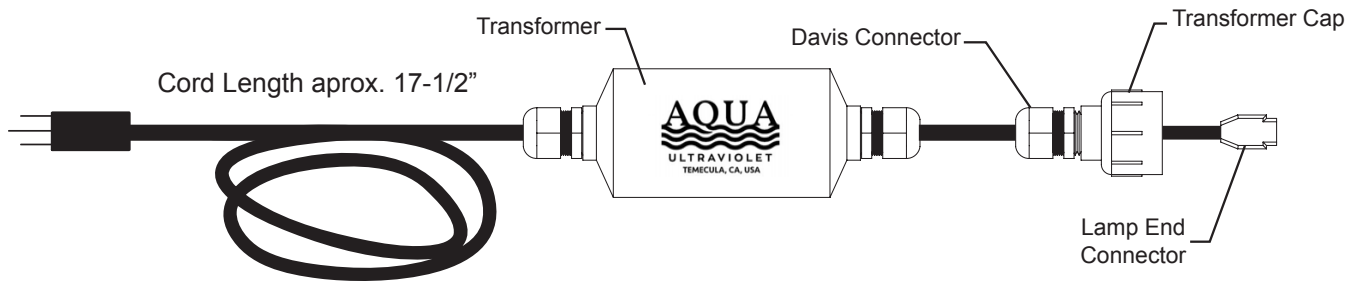 Transformer Cap
Transformer
Davis Connector
Cord Length aprox. 17-1/2”
AQUA
ULTRAVIOLET
TEMECULA, CA, USA
Lamp End
Connector